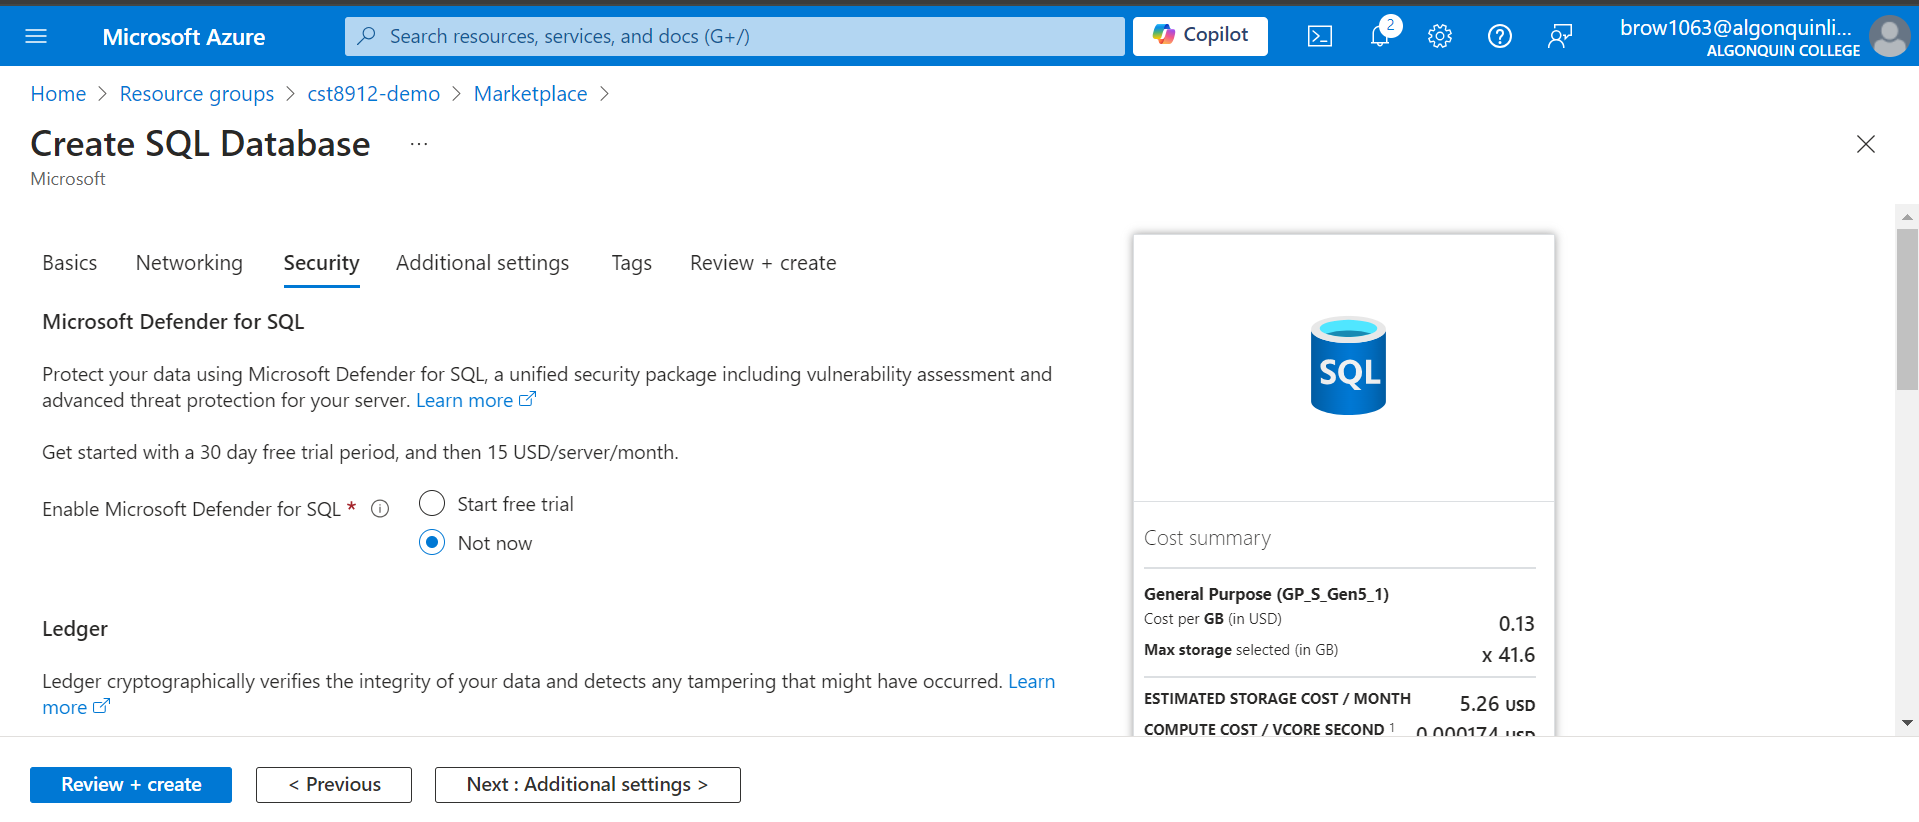 Microsoft Azure
Search resources, services, and docs (G+/)
Copilot
2
brow1063@algonquinli...
ALGONQUIN COLLEGE
Home > Resource groups > cst8912-demo > Marketplace >
Create SQL Database ...
Microsoft
Basics Networking Security Additional settings Tags Review + create
Microsoft Defender for SQL
Protect your data using Microsoft Defender for SQL, a unified security package including vulnerability assessment and
advanced threat protection for your server. Learn more
Get started with a 30 day free trial period, and then 15 USD/server/month.
Enable Microsoft Defender for SQL *
Start free trial
Not now
Ledger
Ledger cryptographically verifies the integrity of your data and detects any tampering that might have occurred. Learn
more
SQL
Cost summary
General Purpose (GP_S_Gen5_1)
Cost per GB (in USD) 0.13
Max storage selected (in GB) x 41.6
ESTIMATED STORAGE COST / MONTH 5.26 USD
COMPUTE COST / VCORE SECOND 1 0.000174 USD
Review + create
< Previous
Next : Additional settings >